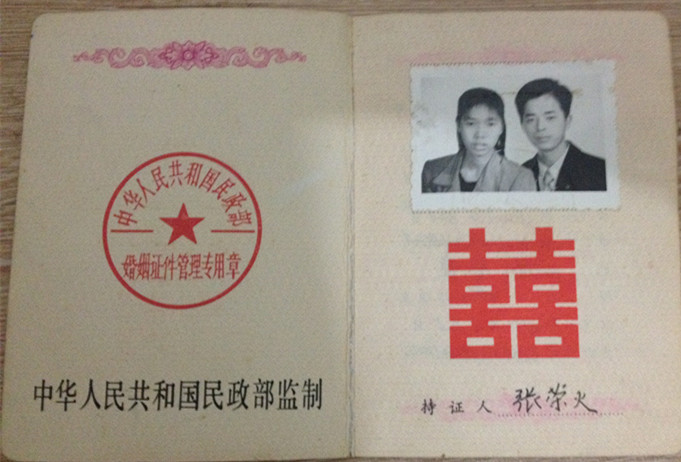 中华人民共和国民政部
婚姻证件管理专用章
中华人民共和国民政部监制
囍
持证人 张荣火